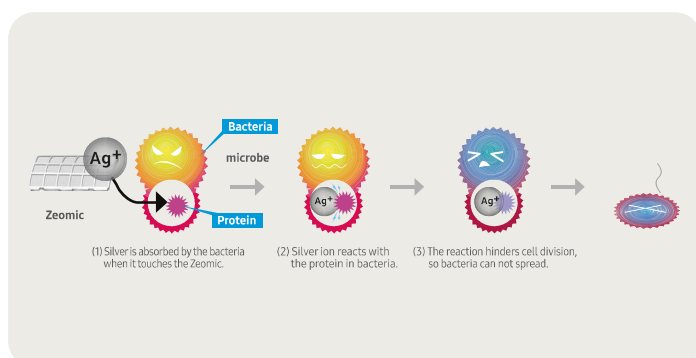 Bacteria
Ag+
microbe
Zeomic
Protein
Ag+
Ag+
(1) Silver is absorbed by the bacteria
when it touches the Zeomic.
(2) Silver ion reacts with
the protein in bacteria.
(3) The reaction hinders cell division,
so bacteria can not spread.